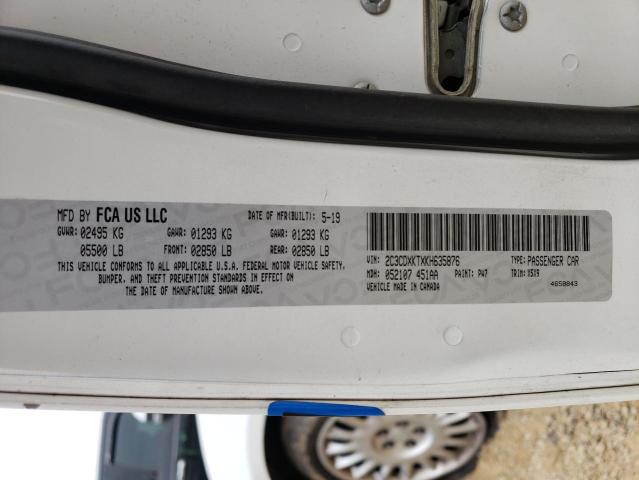 MFD BY FCA US LLC DATE OF MFR(BUILT): 5-19
GVWR: 02495 KG GAWR: 01293 KG GAWR: 01293 KG
05500 LB FRONT: 02850 LB REAR: 02850 LB
THIS VEHICLE CONFORMS TO ALL APPLICABLE U.S.A. FEDERAL MOTOR VEHICLE SAFETY,
BUMPER, AND THEFT PREVENTION STANDARDS IN EFFECT ON
THE DATE OF MANUFACTURE SHOWN ABOVE.
VIN: 2C3CDXKTXKH635876 TYPE: PASSENGER CAR
MDH: 052107 451AA PAINT: PW7 TRIM: X5X9
VEHICLE MADE IN CANADA 4658843